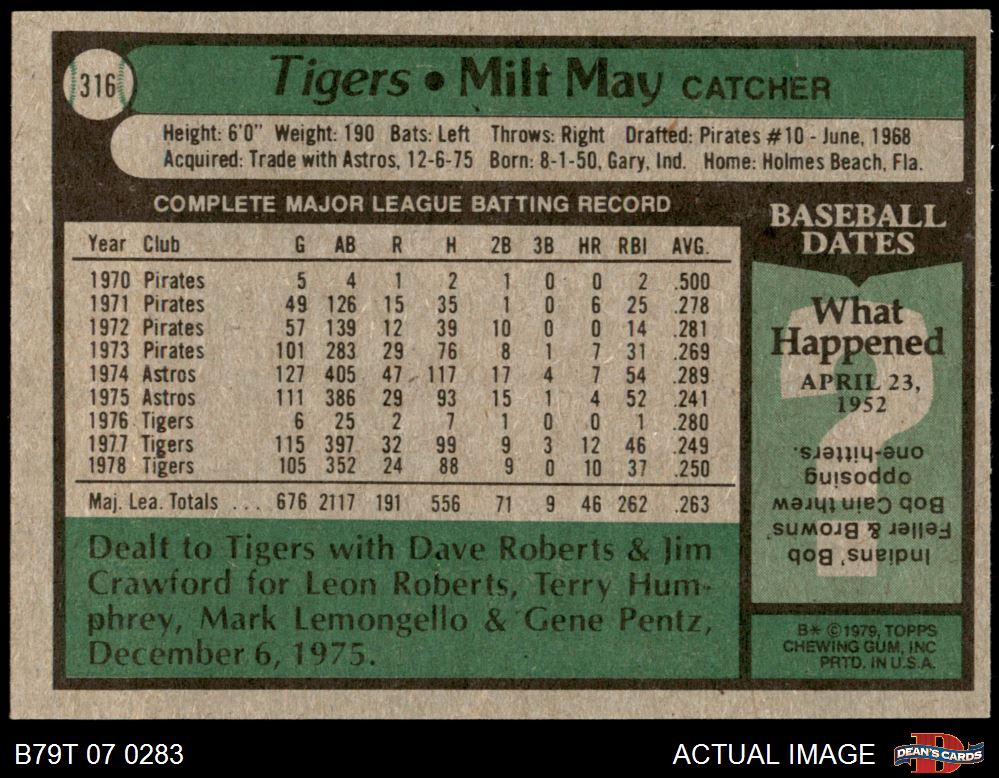 316
Tigers • Milt May CATCHER
Height: 6'0" Weight: 190 Bats: Left Throws: Right Drafted: Pirates #10 - June, 1968
Acquired: Trade with Astros, 12-6-75 Born: 8-1-50, Gary, Ind. Home: Holmes Beach, Fla.
COMPLETE MAJOR LEAGUE BATTING RECORD
Year Club G AB R H 2B 3B HR RBI AVG.
1970 Pirates 5 4 1 2 1 0 0 2 .500
1971 Pirates 49 126 15 35 1 0 6 25 .278
1972 Pirates 57 139 12 39 10 0 0 14 .281
1973 Pirates 101 283 29 76 8 1 7 31 .269
1974 Astros 127 405 47 117 17 4 7 54 .289
1975 Astros 111 386 29 93 15 1 4 52 .241
1976 Tigers 6 25 2 7 1 0 0 1 .280
1977 Tigers 115 397 32 99 9 3 12 46 .249
1978 Tigers 105 352 24 88 9 0 10 37 .250
Maj. Lea. Totals ... 676 2117 191 556 71 9 46 262 .263
Dealt to Tigers with Dave Roberts & Jim
Crawford for Leon Roberts, Terry Hum-
phrey, Mark Lemongello & Gene Pentz,
December 6, 1975.
BASEBALL
DATES
What
Happened
APRIL 23,
1952
?
Indians' Bob
Feller & Browns'
Bob Cain threw
opposing
one-hitters.
B* ©1979, TOPPS
CHEWING GUM, INC
PRTD. IN U.S.A.
B79T 07 0283
ACTUAL IMAGE
D
DEAN'S CARDS